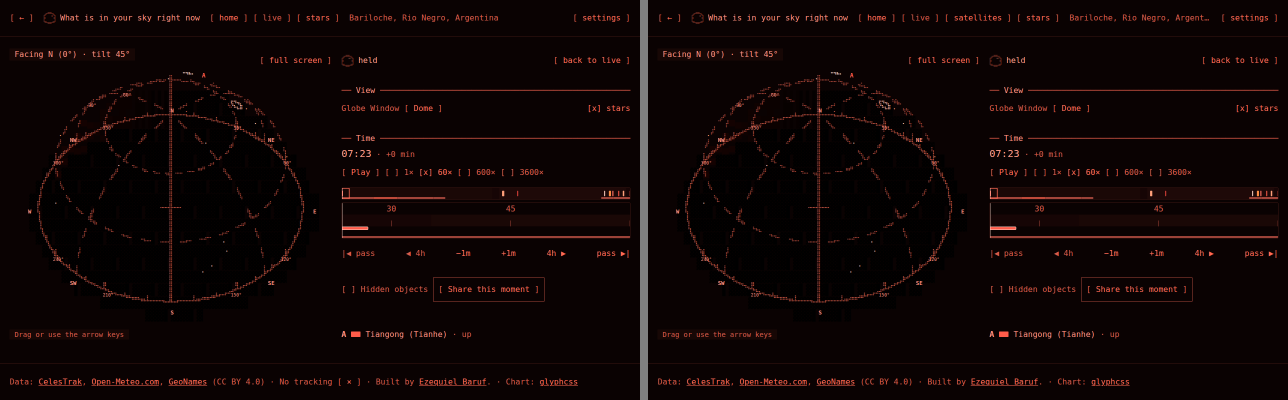 [ ← ] What is in your sky right now [ home ] [ live ] [ stars ] Bariloche, Rio Negro, Argentina [ settings ]
Facing N (0°) · tilt 45°
[ full screen ] held [ back to live ]
View
Globe Window [ Dome ] [x] stars
Time
07:23 · +0 min
[ Play ] [ ] 1× [x] 60× [ ] 600× [ ] 3600×
30 45
|◀ pass ◀ 4h −1m +1m 4h ▶ pass ▶|
[ ] Hidden objects [ Share this moment ]
A Tiangong (Tianhe) · up
A
N
NW NE
W E
SW SE
210° 150°
S
Drag or use the arrow keys
Data: CelesTrak, Open-Meteo.com, GeoNames (CC BY 4.0) · No tracking [ × ] · Built by Ezequiel Baruf. · Chart: glyphcss
[ ← ] What is in your sky right now [ home ] [ live ] [ satellites ] [ stars ] Bariloche, Rio Negro, Argent… [ settings ]
Facing N (0°) · tilt 45°
[ full screen ] held [ back to live ]
View
Globe Window [ Dome ] [x] stars
Time
07:23 · +0 min
[ Play ] [ ] 1× [x] 60× [ ] 600× [ ] 3600×
30 45
|◀ pass ◀ 4h −1m +1m 4h ▶ pass ▶|
[ ] Hidden objects [ Share this moment ]
A Tiangong (Tianhe) · up
A
N
NW NE
W E
SW SE
210° 150°
S
Drag or use the arrow keys
Data: CelesTrak, Open-Meteo.com, GeoNames (CC BY 4.0) · Built by Ezequiel Baruf. · Chart: glyphcss